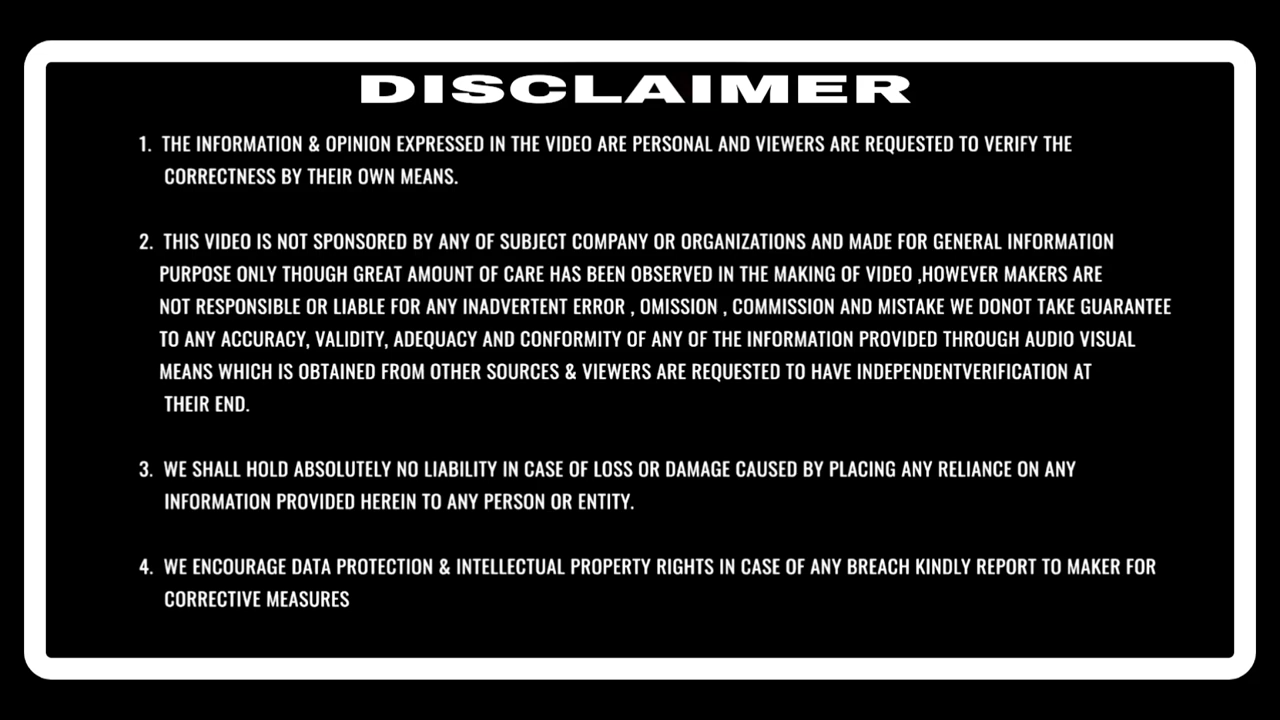 DISCLAIMER
1. THE INFORMATION & OPINION EXPRESSED IN THE VIDEO ARE PERSONAL AND VIEWERS ARE REQUESTED TO VERIFY THE
CORRECTNESS BY THEIR OWN MEANS.
2. THIS VIDEO IS NOT SPONSORED BY ANY OF SUBJECT COMPANY OR ORGANIZATIONS AND MADE FOR GENERAL INFORMATION
PURPOSE ONLY THOUGH GREAT AMOUNT OF CARE HAS BEEN OBSERVED IN THE MAKING OF VIDEO ,HOWEVER MAKERS ARE
NOT RESPONSIBLE OR LIABLE FOR ANY INADVERTENT ERROR , OMISSION , COMMISSION AND MISTAKE WE DONOT TAKE GUARANTEE
TO ANY ACCURACY, VALIDITY, ADEQUACY AND CONFORMITY OF ANY OF THE INFORMATION PROVIDED THROUGH AUDIO VISUAL
MEANS WHICH IS OBTAINED FROM OTHER SOURCES & VIEWERS ARE REQUESTED TO HAVE INDEPENDENTVERIFICATION AT
THEIR END.
3. WE SHALL HOLD ABSOLUTELY NO LIABILITY IN CASE OF LOSS OR DAMAGE CAUSED BY PLACING ANY RELIANCE ON ANY
INFORMATION PROVIDED HEREIN TO ANY PERSON OR ENTITY.
4. WE ENCOURAGE DATA PROTECTION & INTELLECTUAL PROPERTY RIGHTS IN CASE OF ANY BREACH KINDLY REPORT TO MAKER FOR
CORRECTIVE MEASURES